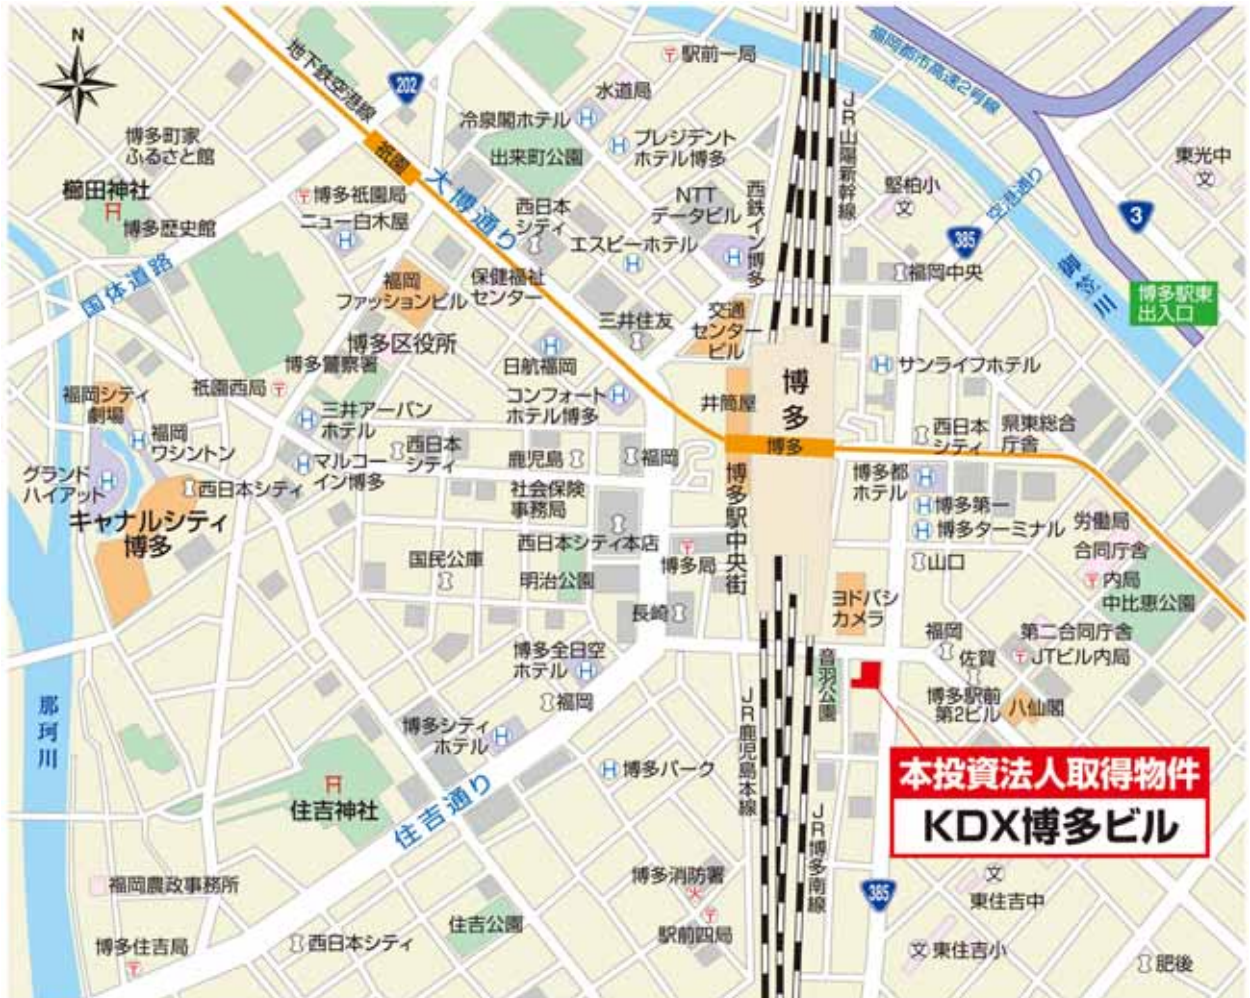 N
地下鉄空港線
202
駅前一局
水道局
冷泉閣ホテル
プレジデント
ホテル博多
出来町公園
祇園
大博通り
博多町家
ふるさと館
櫛田神社
博多歴史館
博多祇園局
ニュー白木屋
西日本
シティ
NTT
データビル
エスピーホテル
西鉄イン博多
JR山陽新幹線
福岡都市高速2号線
東光中
文
堅粕小
文
空港通り
385
3
福岡中央
御笠川
博多駅東
出入口
国体道路
福岡
ファッションビル
保健福祉
センター
三井住友
交通
センター
ビル
博多区役所
博多警察署
祇園西局
日航福岡
コンフォート
ホテル博多
サンライフホテル
井筒屋
博多
博多
福岡シティ
劇場
福岡
ワシントン
三井アーバン
ホテル
マルコー
イン博多
西日本
シティ
鹿児島
福岡
西日本
シティ
県東総合
庁舎
グランド
ハイアット
西日本シティ
キャナルシティ
博多
社会保険
事務局
西日本シティ本店
博多局
博多駅中央街
博多都
ホテル
博多第一
博多ターミナル
山口
労働局
合同庁舎
内局
中比恵公園
国民公庫
明治公園
長崎
ヨドバシ
カメラ
福岡
佐賀
第二合同庁舎
JTビル内局
博多駅前
第2ビル
八仙閣
音羽公園
博多全日空
ホテル
福岡
那珂川
博多シティ
ホテル
博多パーク
JR鹿児島本線
JR博多南線
本投資法人取得物件
KDX博多ビル
住吉神社
住吉通り
福岡農政事務所
博多消防署
駅前四局
385
文
東住吉中
文
東住吉小
肥後
住吉公園
西日本シティ
博多住吉局